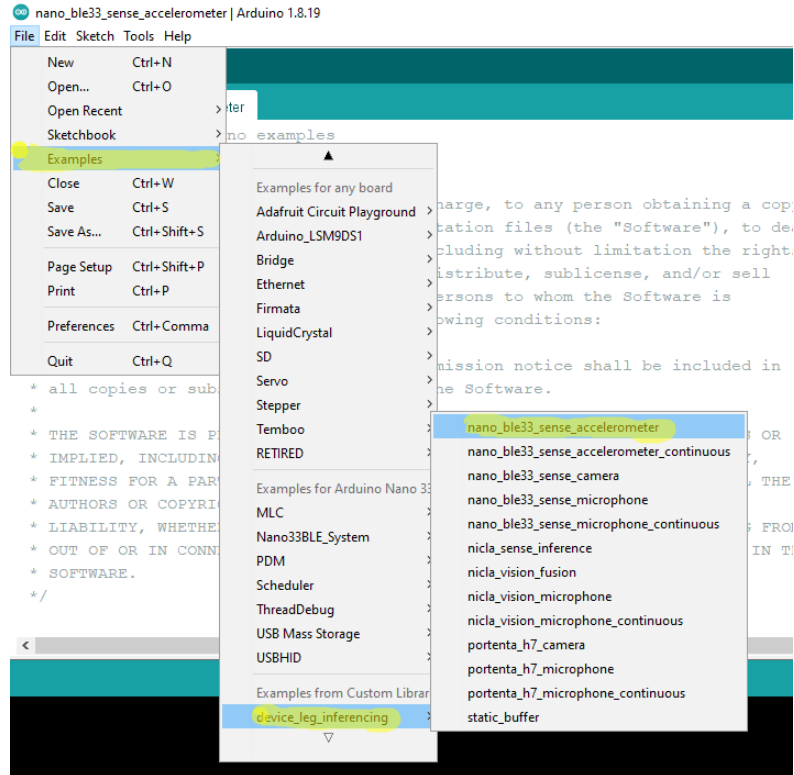 nano_ble33_sense_accelerometer | Arduino 1.8.19
File Edit Sketch Tools Help
New Ctrl+N
Open... Ctrl+O
Open Recent
Sketchbook
Examples
Close Ctrl+W
Save Ctrl+S
Save As... Ctrl+Shift+S
Page Setup Ctrl+Shift+P
Print Ctrl+P
Preferences Ctrl+Comma
Quit Ctrl+Q
Examples for any board
Adafruit Circuit Playground
Arduino_LSM9DS1
Bridge
Ethernet
Firmata
LiquidCrystal
SD
Servo
Stepper
Temboo
RETIRED
Examples for Arduino Nano 33
MLC
Nano33BLE_System
PDM
Scheduler
ThreadDebug
USB Mass Storage
USBHID
Examples from Custom Librar
device_leg_inferencing
nano_ble33_sense_accelerometer
nano_ble33_sense_accelerometer_continuous
nano_ble33_sense_camera
nano_ble33_sense_microphone
nano_ble33_sense_microphone_continuous
nicla_sense_inference
nicla_vision_fusion
nicla_vision_microphone
nicla_vision_microphone_continuous
portenta_h7_camera
portenta_h7_microphone
portenta_h7_microphone_continuous
static_buffer
eter
no examples
harge, to any person obtaining a cop
tation files (the "Software"), to de
cluding without limitation the right
istribute, sublicense, and/or sell
ersons to whom the Software is
owing conditions:
mission notice shall be included in
* all copies or sub he Software.
*
* THE SOFTWARE IS P S OR
* IMPLIED, INCLUDIN ,
* FITNESS FOR A PAR THE
* AUTHORS OR COPYRI
* LIABILITY, WHETHE FRO
* OUT OF OR IN CONN IN T
* SOFTWARE.
*/